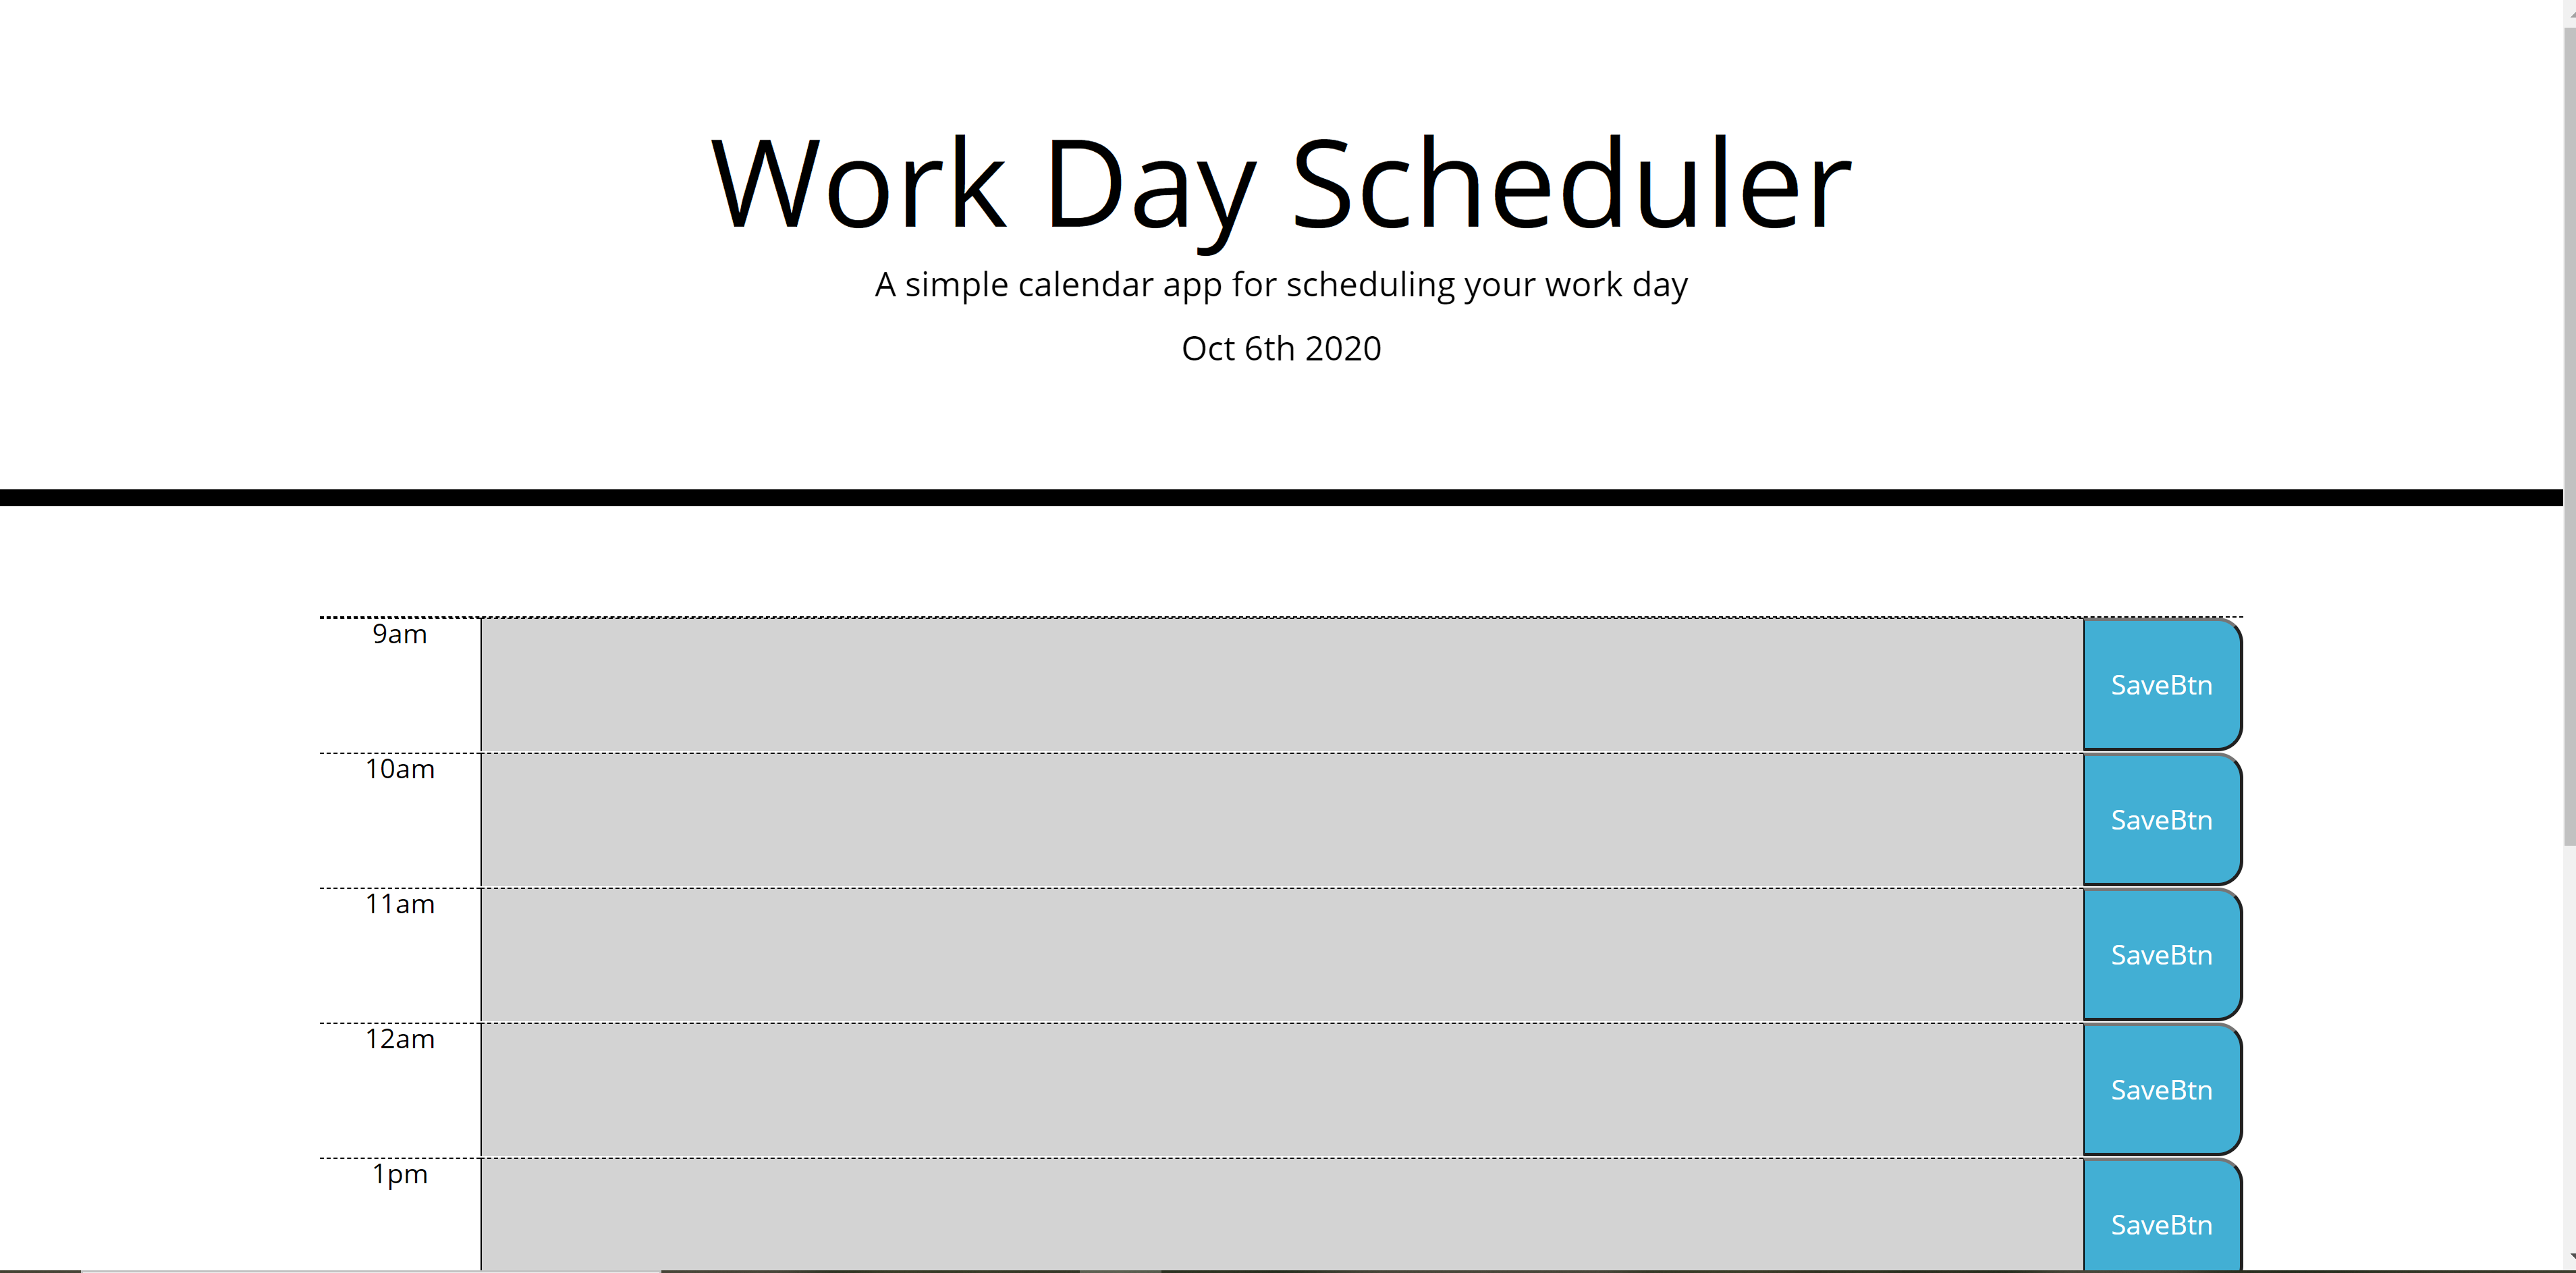 Work Day Scheduler
A simple calendar app for scheduling your work day
Oct 6th 2020
9am
SaveBtn
10am
SaveBtn
11am
SaveBtn
12am
SaveBtn
1pm
SaveBtn